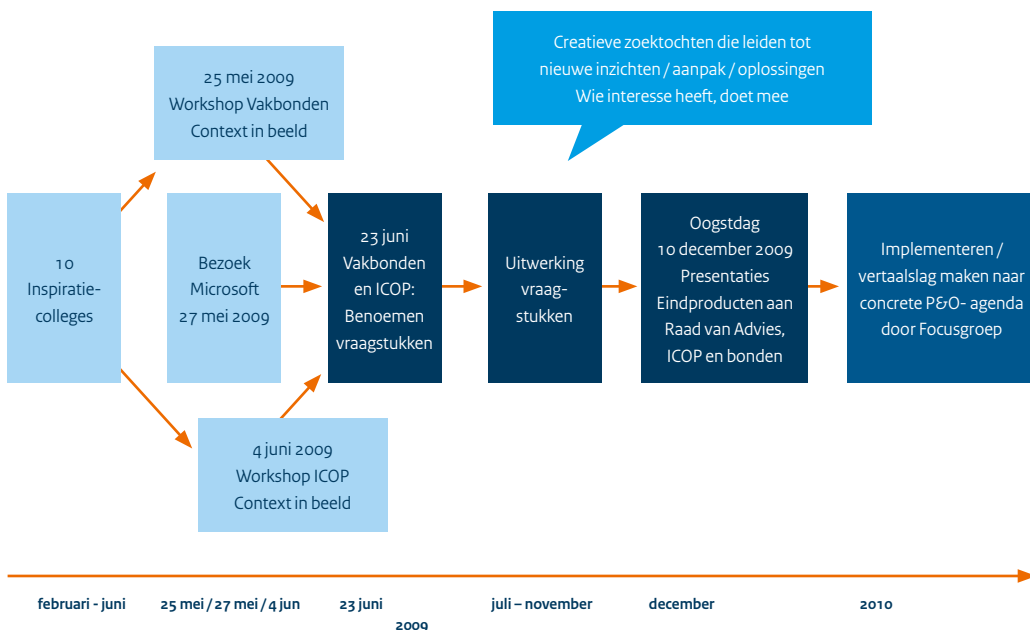 Creatieve zoektochten die leiden tot
nieuwe inzichten / aanpak / oplossingen
Wie interesse heeft, doet mee
25 mei 2009
Workshop Vakbonden
Context in beeld
10
Inspiratie-
colleges
Bezoek
Microsoft
27 mei 2009
23 juni
Vakbonden
en ICOP:
Benoemen
vraagstukken
Uitwerking
vraag-
stukken
Oogstdag
10 december 2009
Presentaties
Eindproducten aan
Raad van Advies,
ICOP en bonden
Implementeren /
vertaalslag maken naar
concrete P&O- agenda
door Focusgroep
4 juni 2009
Workshop ICOP
Context in beeld
februari - juni
25 mei / 27 mei / 4 jun
23 juni
juli – november
december
2010
2009